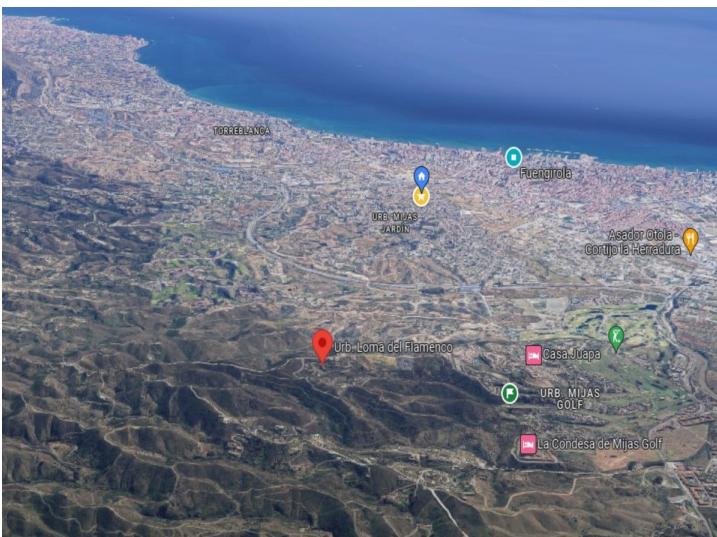 TORREBLANCA
Fuengirola
URB. MIJAS
JARDÍN
Asador Otola -
Cortijo la Herradura
Urb. Loma del Flamenco
Casa Juapa
URB. MIJAS
GOLF
La Condesa de Mijas Golf